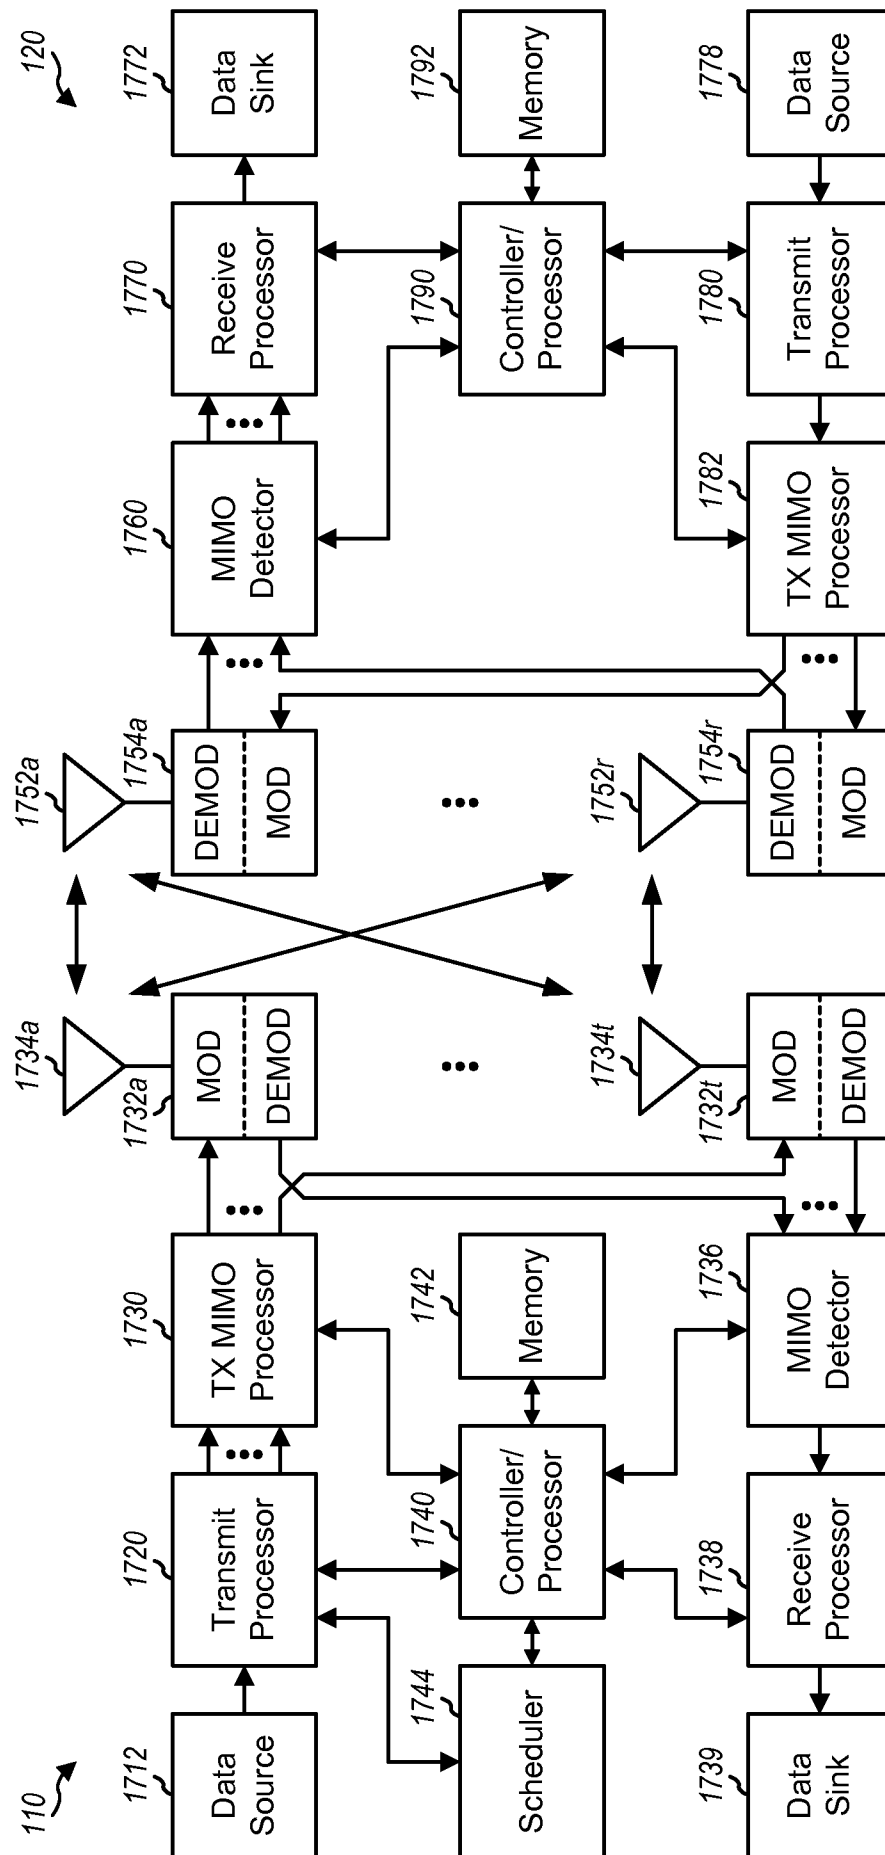 110
1712
Data
Source
1720
Transmit
Processor
1730
TX MIMO
Processor
1732a
MOD
DEMOD
1734a
1752a
1754a
DEMOD
MOD
1760
MIMO
Detector
1770
Receive
Processor
1772
Data
Sink
120
1744
Scheduler
1740
Controller/
Processor
1742
Memory
1790
Controller/
Processor
1792
Memory
1739
Data
Sink
1738
Receive
Processor
1736
MIMO
Detector
1732t
MOD
DEMOD
1734t
1752r
1754r
DEMOD
MOD
1782
TX MIMO
Processor
1780
Transmit
Processor
1778
Data
Source